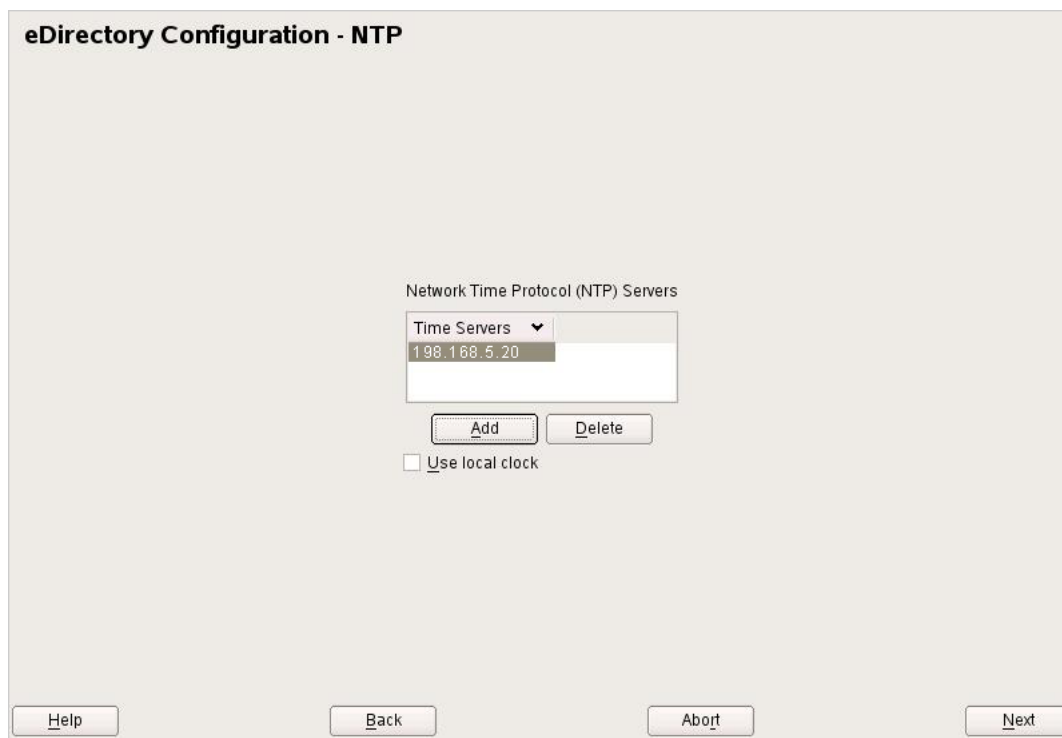 eDirectory Configuration - NTP
Network Time Protocol (NTP) Servers
Time Servers
198.168.5.20
Add Delete
Use local clock
Help Back Abort Next